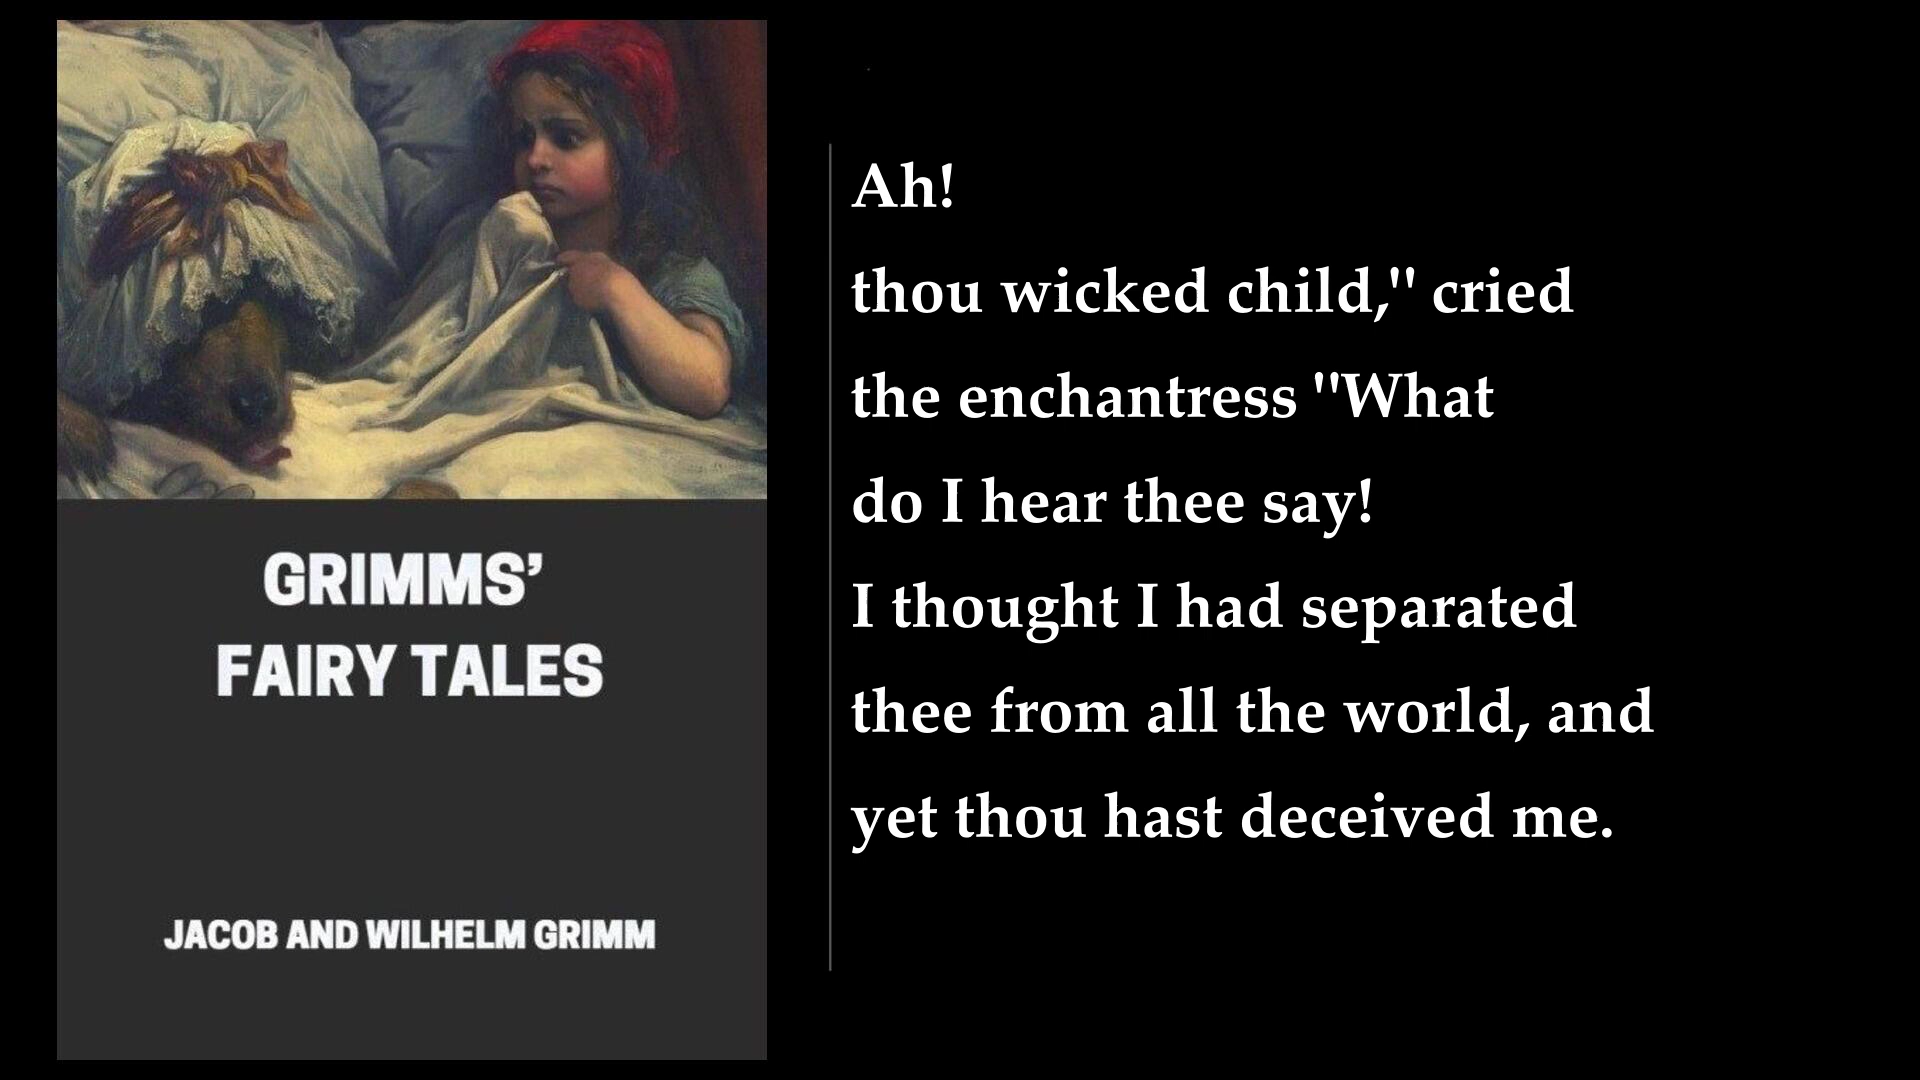 GRIMMS’
FAIRY TALES
JACOB AND WILHELM GRIMM
Ah!
thou wicked child," cried
the enchantress "What
do I hear thee say!
I thought I had separated
thee from all the world, and
yet thou hast deceived me.